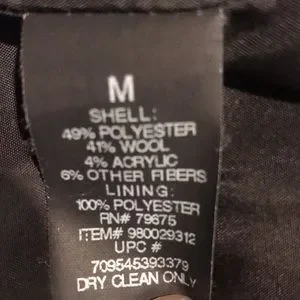 M
SHELL:
49% POLYESTER
41% WOOL
4% ACRYLIC
6% OTHER FIBERS
LINING:
100% POLYESTER
RN# 79675
ITEM# 980029312
UPC #
709545393379
DRY CLEAN ONLY